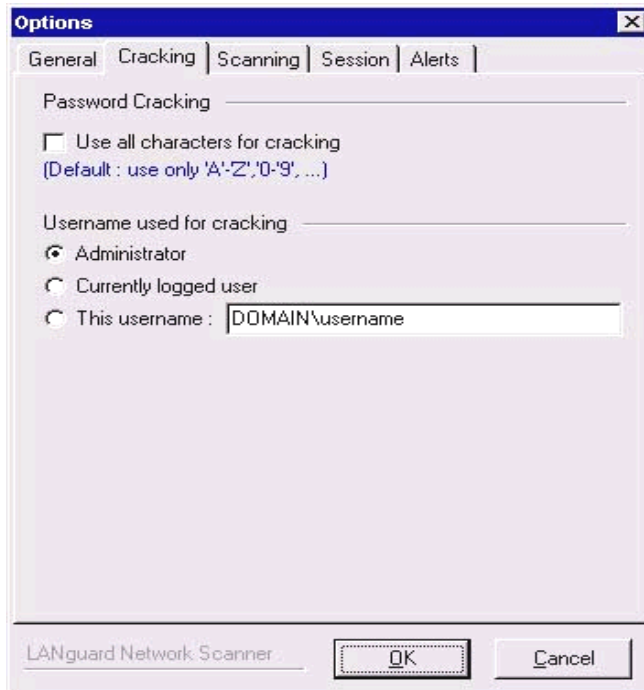 Options
General Cracking Scanning Session Alerts
Password Cracking
Use all characters for cracking
(Default : use only 'A'-'Z','0-'9', ...)
Username used for cracking
Administrator
Currently logged user
This username : DOMAIN\username
LANguard Network Scanner OK Cancel